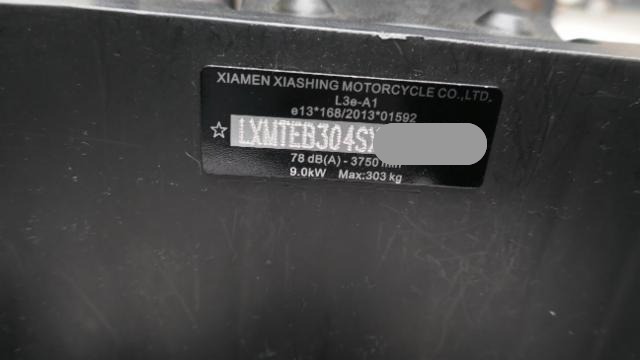 XIAMEN XIASHING MOTORCYCLE CO.,LTD.
L3e-A1
e13*168/2013*01592
☆ LXMTEB304S
78 dB(A) - 3750 min
9.0kW Max:303 kg